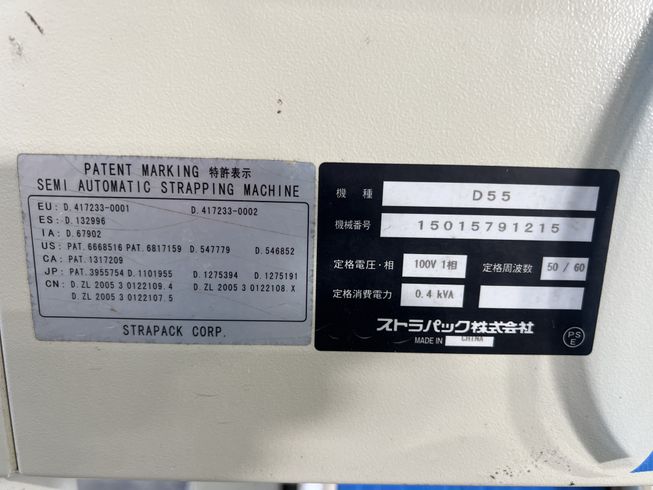 PATENT MARKING 特許表示
SEMI AUTOMATIC STRAPPING MACHINE
EU: D.417233-0001 D.417233-0002
ES: D.132996
IA: D.67902
US: PAT.6668516 PAT.6817159 D.547779 D.546852
CA: PAT.1317209
JP: PAT.3955754 D.1101955 D.1275394 D.1275191
CN: D.ZL 2005 3 0122109.4 D.ZL 2005 3 0122108.X
D.ZL 2005 3 0122107.5
STRAPACK CORP.
機種 D55
機械番号 15015791215
定格電圧・相 100V 1相 定格周波数 50 / 60
定格消費電力 0.4 kVA
ストラパック株式会社
MADE IN CHINA
PS
E